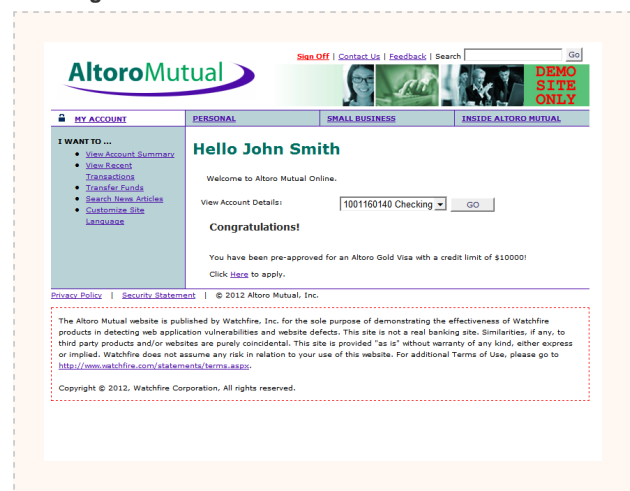 Sign Off | Contact Us | Feedback | Search Go
AltoroMutual
DEMO
SITE
ONLY
MY ACCOUNT PERSONAL SMALL BUSINESS INSIDE ALTORO MUTUAL
I WANT TO ...
View Account Summary
View Recent
Transactions
Transfer Funds
Search News Articles
Customize Site
Language
Hello John Smith
Welcome to Altoro Mutual Online.
View Account Details: 1001160140 Checking GO
Congratulations!
You have been pre-approved for an Altoro Gold Visa with a credit limit of $10000!
Click Here to apply.
Privacy Policy | Security Statement | © 2012 Altoro Mutual, Inc.
The Altoro Mutual website is published by Watchfire, Inc. for the sole purpose of demonstrating the effectiveness of Watchfire
products in detecting web application vulnerabilities and website defects. This site is not a real banking site. Similarities, if any, to
third party products and/or websites are purely coincidental. This site is provided "as is" without warranty of any kind, either express
or implied. Watchfire does not assume any risk in relation to your use of this website. For additional Terms of Use, please go to
http://www.watchfire.com/statements/terms.aspx.
Copyright © 2012, Watchfire Corporation, All rights reserved.